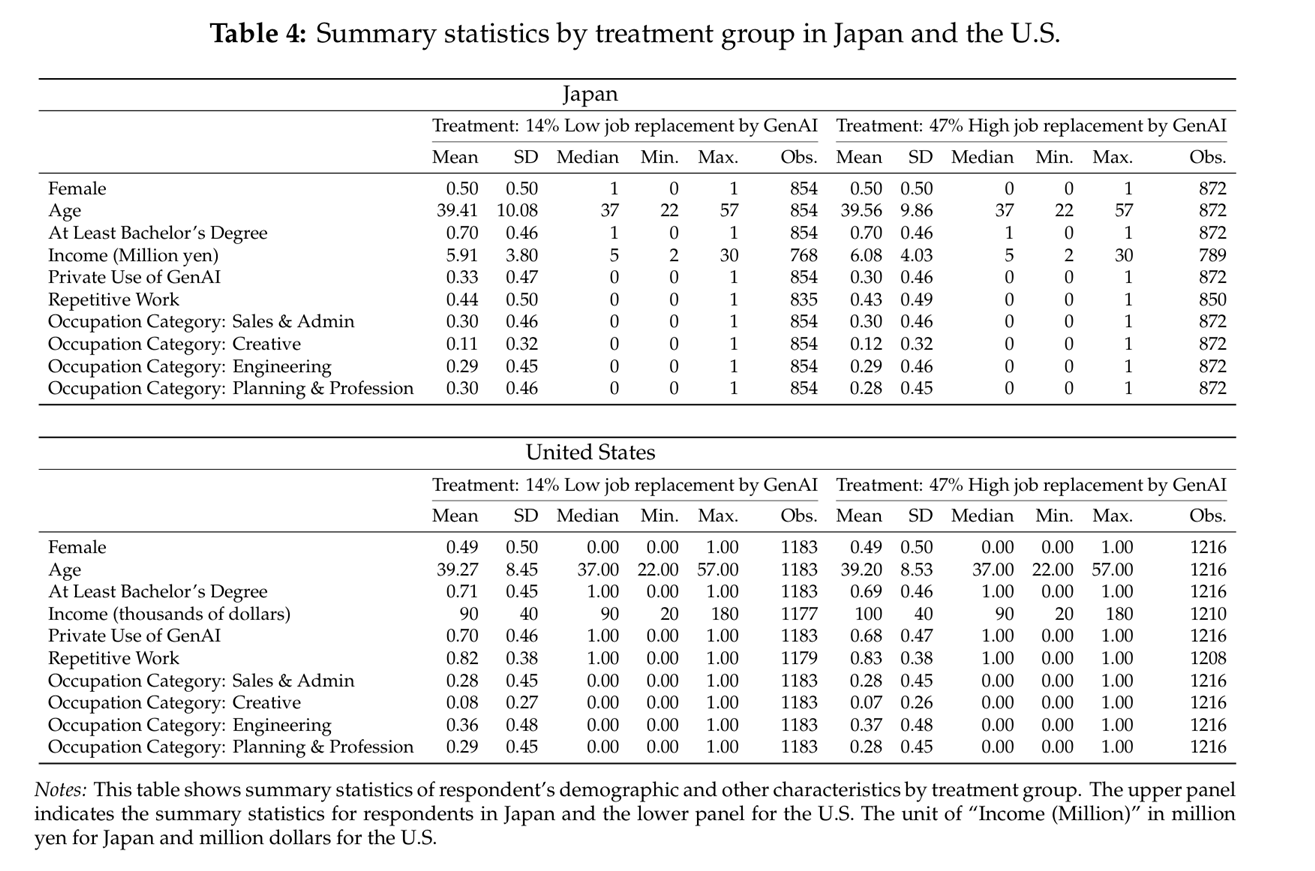 Table 4: Summary statistics by treatment group in Japan and the U.S.
Japan
Treatment: 14% Low job replacement by GenAI Treatment: 47% High job replacement by GenAI
Mean SD Median Min. Max. Obs. Mean SD Median Min. Max. Obs.
Female 0.50 0.50 1 0 1 854 0.50 0.50 0 0 1 872
Age 39.41 10.08 37 22 57 854 39.56 9.86 37 22 57 872
At Least Bachelor's Degree 0.70 0.46 1 0 1 854 0.70 0.46 1 0 1 872
Income (Million yen) 5.91 3.80 5 2 30 768 6.08 4.03 5 2 30 789
Private Use of GenAI 0.33 0.47 0 0 1 854 0.30 0.46 0 0 1 872
Repetitive Work 0.44 0.50 0 0 1 835 0.43 0.49 0 0 1 850
Occupation Category: Sales & Admin 0.30 0.46 0 0 1 854 0.30 0.46 0 0 1 872
Occupation Category: Creative 0.11 0.32 0 0 1 854 0.12 0.32 0 0 1 872
Occupation Category: Engineering 0.29 0.45 0 0 1 854 0.29 0.46 0 0 1 872
Occupation Category: Planning & Profession 0.30 0.46 0 0 1 854 0.28 0.45 0 0 1 872
United States
Treatment: 14% Low job replacement by GenAI Treatment: 47% High job replacement by GenAI
Mean SD Median Min. Max. Obs. Mean SD Median Min. Max. Obs.
Female 0.49 0.50 0.00 0.00 1.00 1183 0.49 0.50 0.00 0.00 1.00 1216
Age 39.27 8.45 37.00 22.00 57.00 1183 39.20 8.53 37.00 22.00 57.00 1216
At Least Bachelor's Degree 0.71 0.45 1.00 0.00 1.00 1183 0.69 0.46 1.00 0.00 1.00 1216
Income (thousands of dollars) 90 40 90 20 180 1177 100 40 90 20 180 1210
Private Use of GenAI 0.70 0.46 1.00 0.00 1.00 1183 0.68 0.47 1.00 0.00 1.00 1216
Repetitive Work 0.82 0.38 1.00 0.00 1.00 1179 0.83 0.38 1.00 0.00 1.00 1208
Occupation Category: Sales & Admin 0.28 0.45 0.00 0.00 1.00 1183 0.28 0.45 0.00 0.00 1.00 1216
Occupation Category: Creative 0.08 0.27 0.00 0.00 1.00 1183 0.07 0.26 0.00 0.00 1.00 1216
Occupation Category: Engineering 0.36 0.48 0.00 0.00 1.00 1183 0.37 0.48 0.00 0.00 1.00 1216
Occupation Category: Planning & Profession 0.29 0.45 0.00 0.00 1.00 1183 0.28 0.45 0.00 0.00 1.00 1216
Notes: This table shows summary statistics of respondent's demographic and other characteristics by treatment group. The upper panel
indicates the summary statistics for respondents in Japan and the lower panel for the U.S. The unit of "Income (Million)" in million
yen for Japan and million dollars for the U.S.